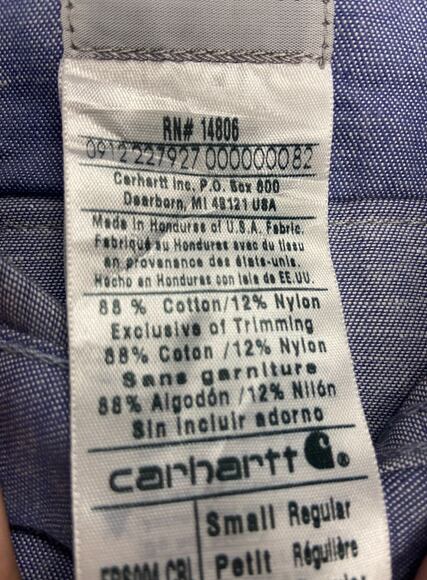 RN# 14806
0912 227927 000000082
Carhartt Inc. P.O. Box 600
Dearborn, MI 48121 USA
Made in Honduras of U.S.A. Fabric.
Fabriqué au Honduras avec du tissu
en provenance des états-unis.
Hecho en Honduras con tela de EE.UU.
88 % Cotton/12% Nylon
Exclusive of Trimming
88% Coton /12% Nylon
Sans garniture
88% Algodón /12% Nilón
Sin incluir adorno
carhartt
Small Regular
Petit Régulière